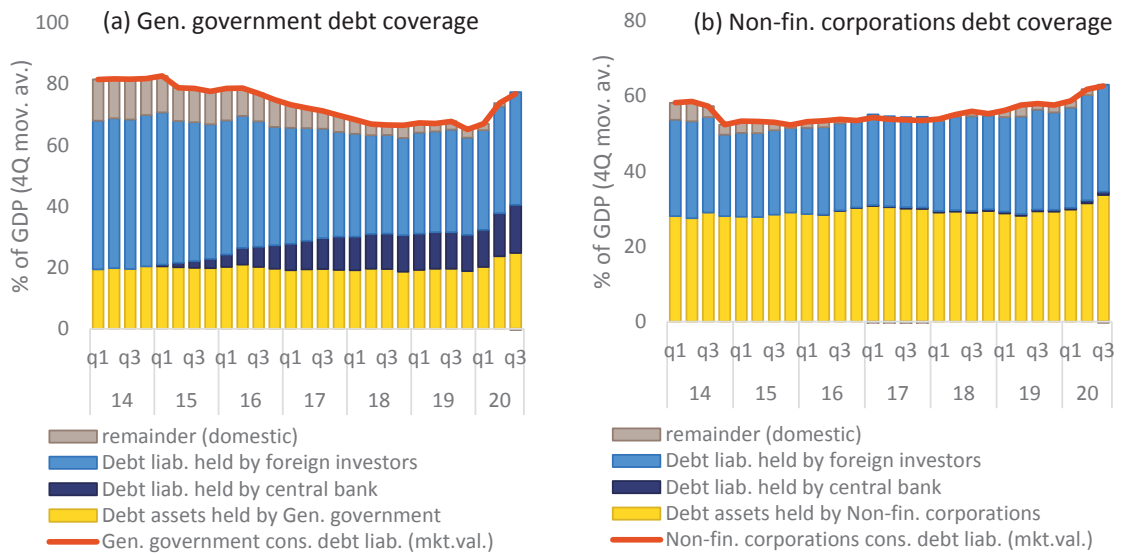 (a) Gen. government debt coverage
% of GDP (4Q mov. av.)
100
80
60
40
20
0
q1 q3 q1 q3 q1 q3 q1 q3 q1 q3 q1 q3 q1 q3
14 15 16 17 18 19 20
remainder (domestic)
Debt liab. held by foreign investors
Debt liab. held by central bank
Debt assets held by Gen. government
Gen. government cons. debt liab. (mkt.val.)
(b) Non-fin. corporations debt coverage
% of GDP (4Q mov. av.)
80
60
40
20
0
q1 q3 q1 q3 q1 q3 q1 q3 q1 q3 q1 q3 q1 q3
14 15 16 17 18 19 20
remainder (domestic)
Debt liab. held by foreign investors
Debt liab. held by central bank
Debt assets held by Non-fin. corporations
Non-fin. corporations cons. debt liab. (mkt.val.)